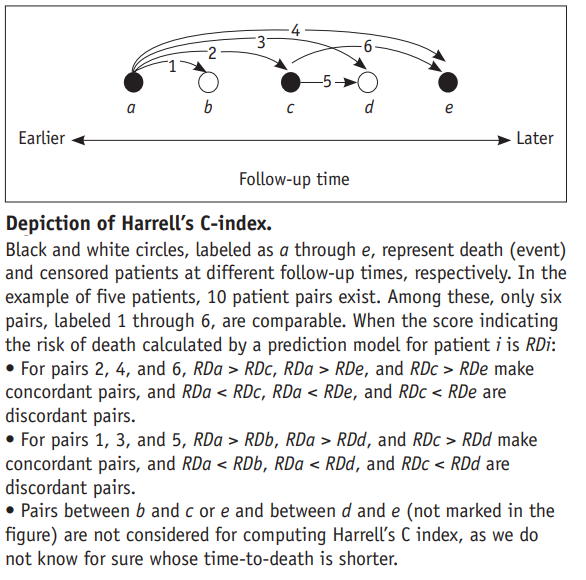 4
3
6
2
1
5
a b c d e
Earlier Later
Follow-up time
Depiction of Harrell's C-index.
Black and white circles, labeled as a through e, represent death (event)
and censored patients at different follow-up times, respectively. In the
example of five patients, 10 patient pairs exist. Among these, only six
pairs, labeled 1 through 6, are comparable. When the score indicating
the risk of death calculated by a prediction model for patient i is RDi:
• For pairs 2, 4, and 6, RDa > RDc, RDa > RDe, and RDc > RDe make
concordant pairs, and RDa < RDc, RDa < RDe, and RDc < RDe are
discordant pairs.
• For pairs 1, 3, and 5, RDa > RDb, RDa > RDd, and RDc > RDd make
concordant pairs, and RDa < RDb, RDa < RDd, and RDc < RDd are
discordant pairs.
• Pairs between b and c or e and between d and e (not marked in the
figure) are not considered for computing Harrell's C index, as we do
not know for sure whose time-to-death is shorter.